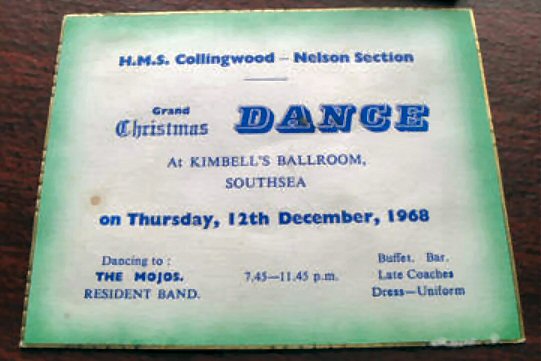 H.M.S. Collingwood – Nelson Section
Grand
Christmas DANCE
At KIMBELL'S BALLROOM,
SOUTHSEA
on Thursday, 12th December, 1968
Dancing to :
THE MOJOS.
RESIDENT BAND.
7.45—11.45 p.m.
Buffet. Bar.
Late Coaches
Dress—Uniform